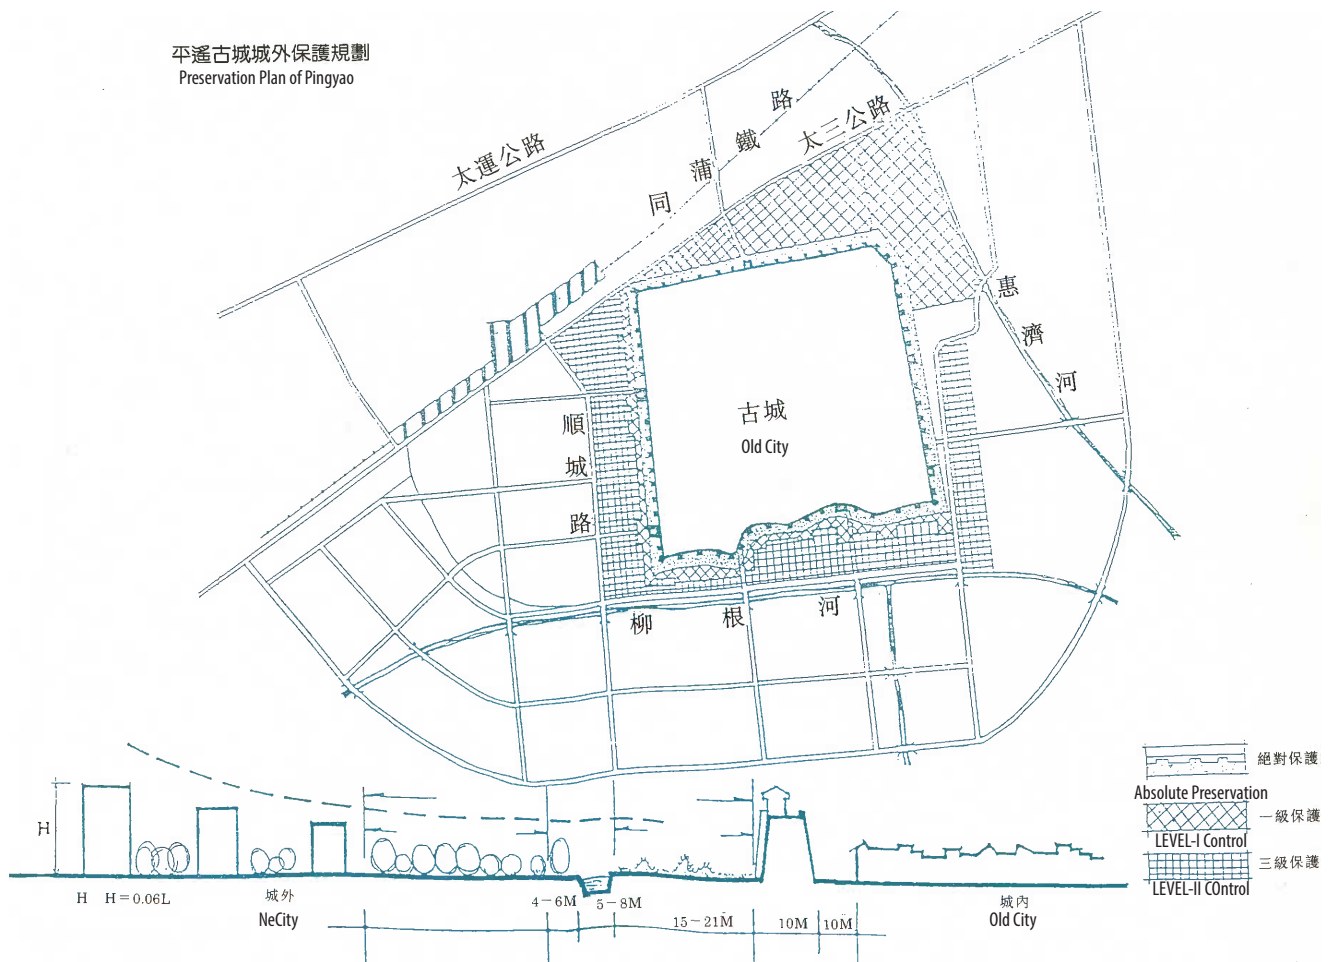 平遙古城城外保護規劃
Preservation Plan of Pingyao
太運公路
同蒲鐵路
太三公路
惠濟河
古城
Old City
順城路
柳根河
絕對保護
Absolute Preservation
一級保護
LEVEL-I Control
三級保護
LEVEL-II COntrol
H
H H=0.06L
城外
NeCity
4-6M
5-8M
15-21M
10M
10M
城內
Old City